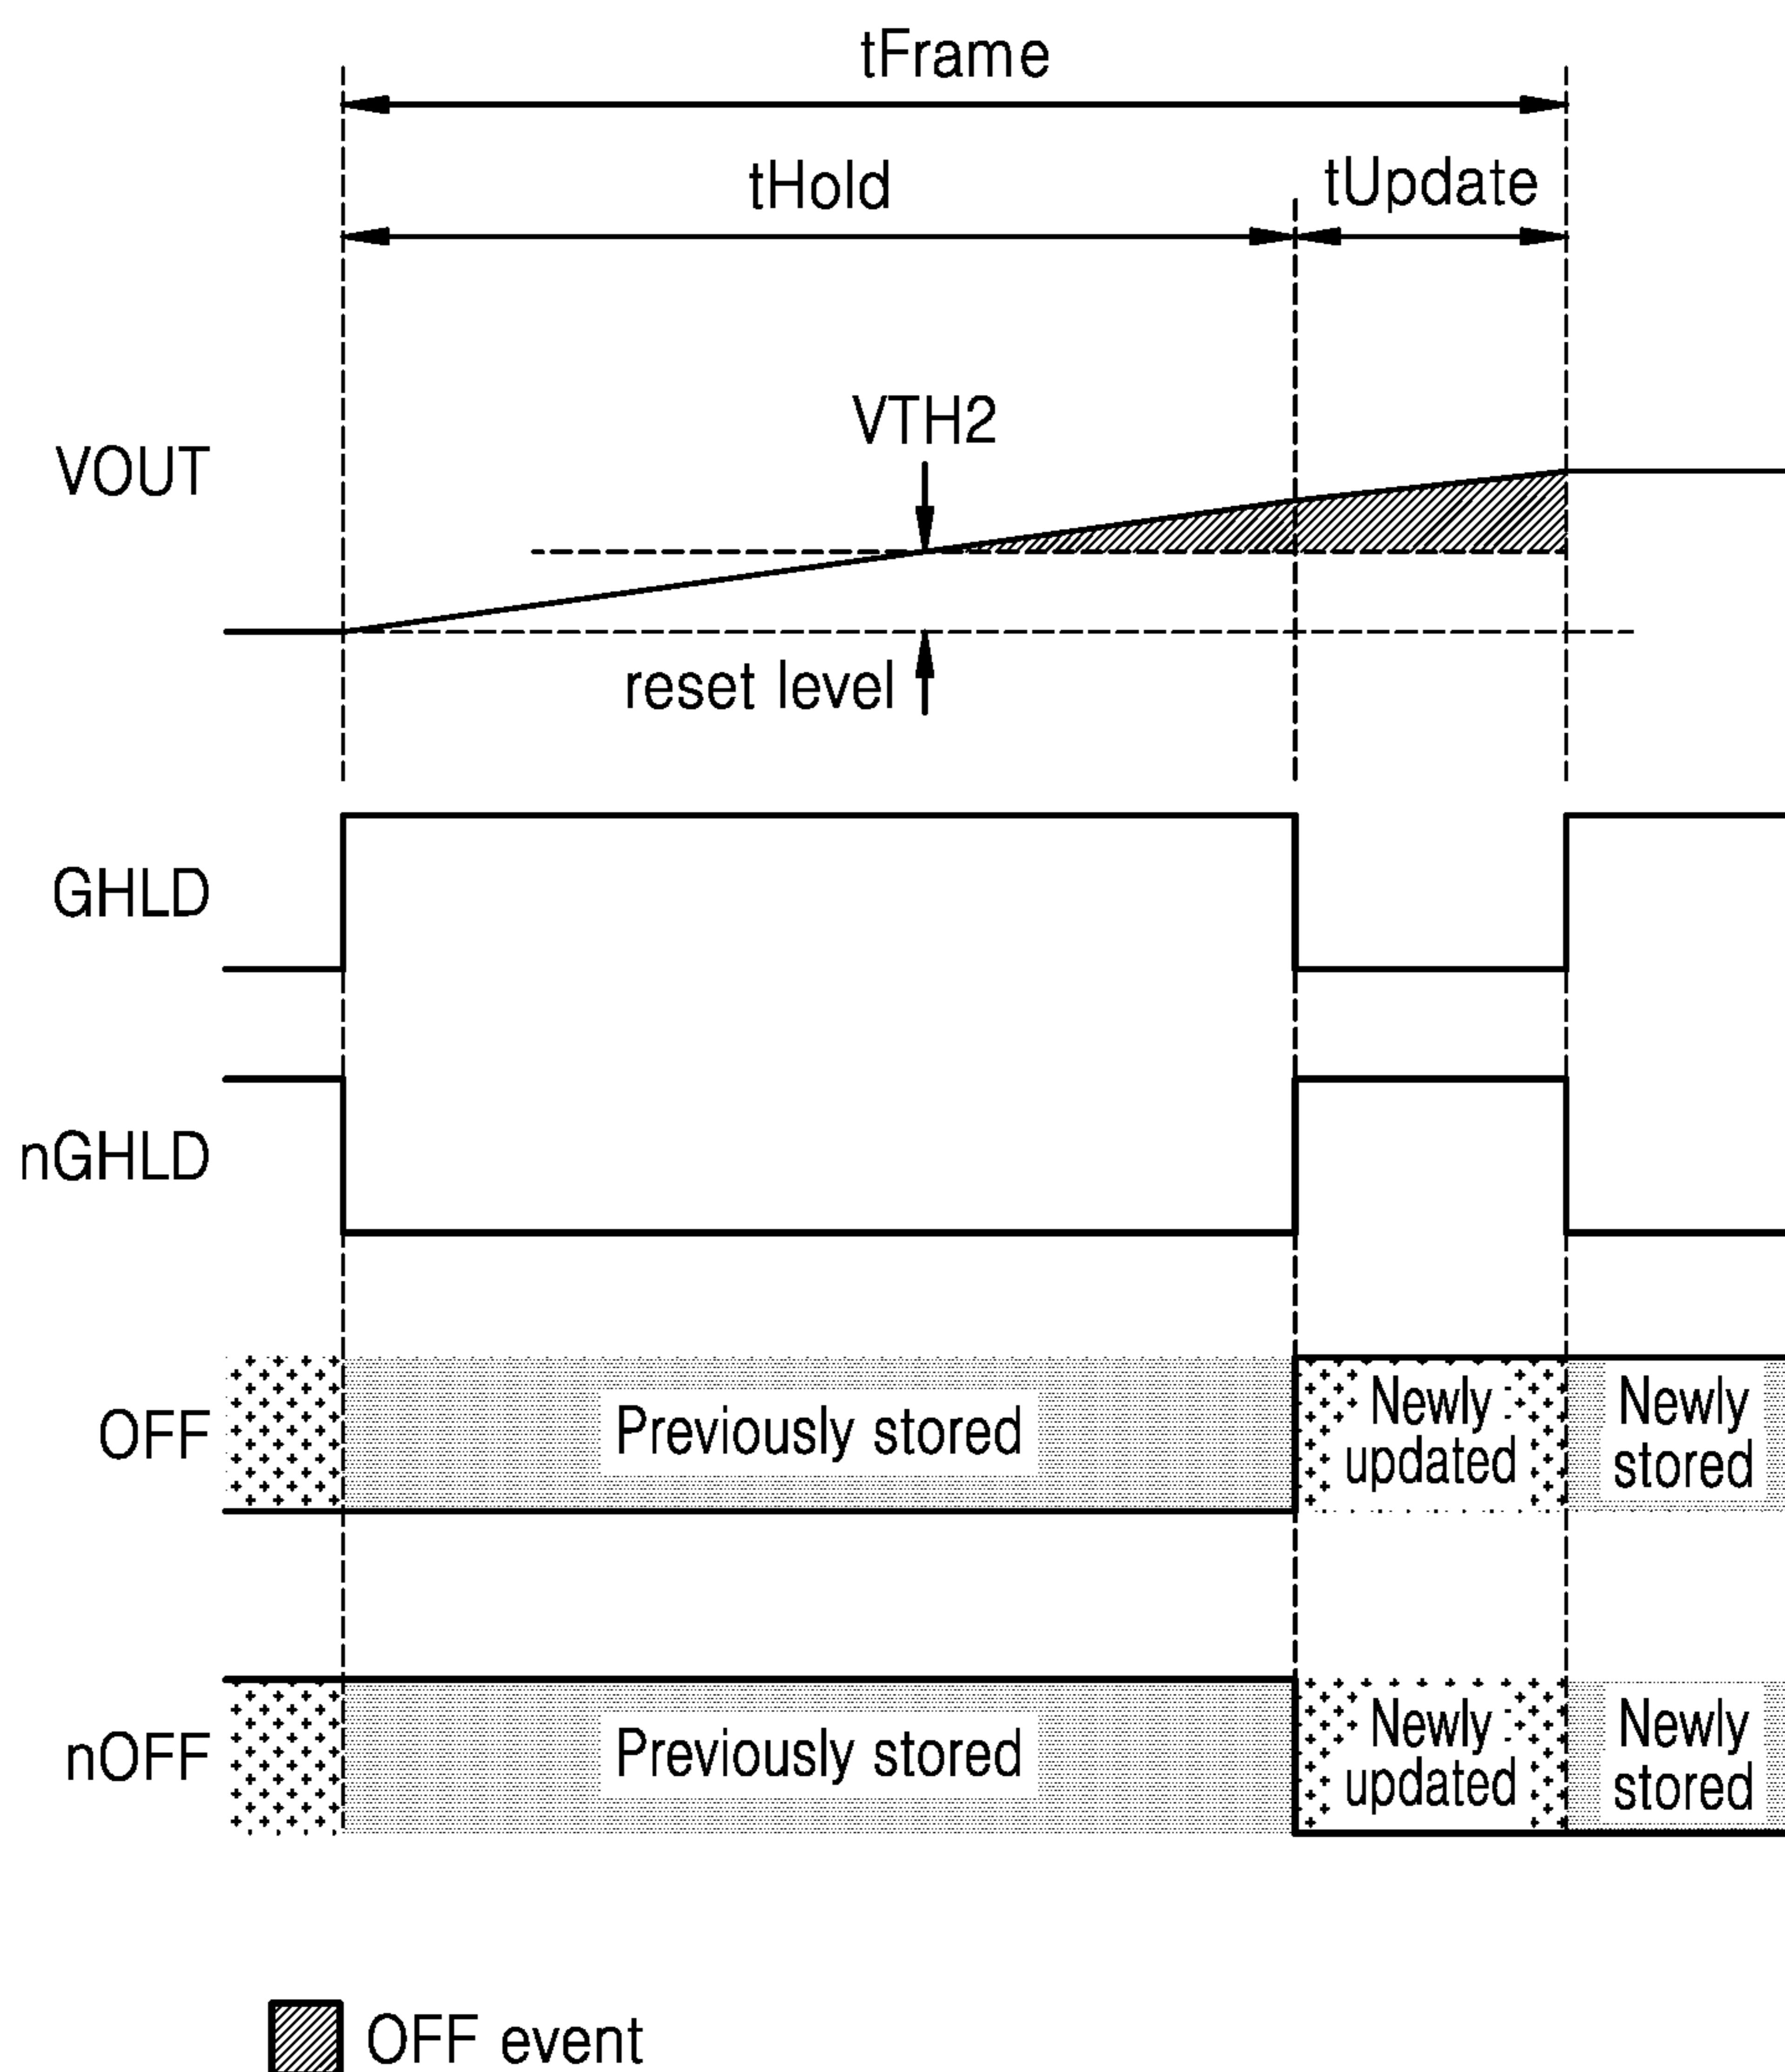 tFrame
tHold
tUpdate
VTH2
VOUT
reset level
GHLD
nGHLD
OFF
Previously stored
Newly
updated
Newly
stored
nOFF
Previously stored
Newly
updated
Newly
stored
OFF event